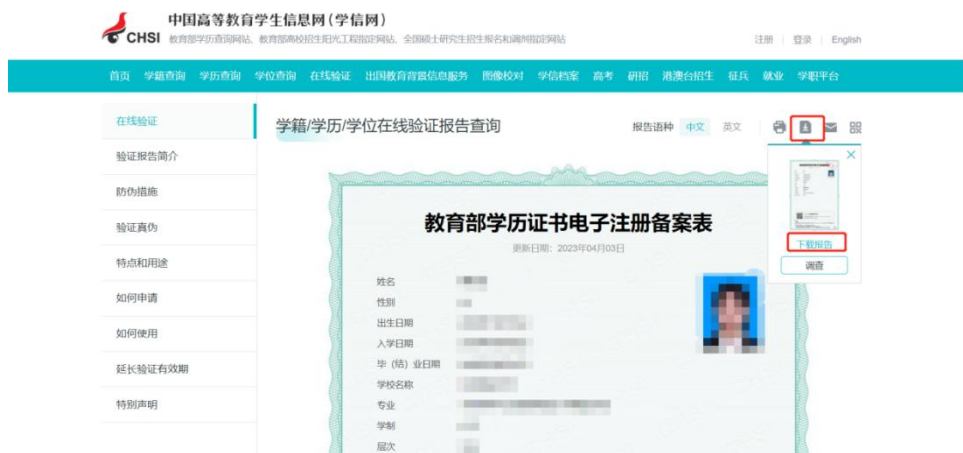 中国高等教育学生信息网(学信网)
CHSI 教育部学历查询网站、教育部高校招生阳光工程指定网站、全国硕士研究生招生报名和调剂指定网站
注册 登录 English
首页 学籍查询 学历查询 学位查询 在线验证 出国教育背景信息服务 图像校对 学信档案 高考 研招 港澳台招生 征兵 就业 学职平台
在线验证
验证报告简介
防伪措施
验证真伪
特点和用途
如何申请
如何使用
延长验证有效期
特别声明
学籍/学历/学位在线验证报告查询
报告语种 中文 英文
下载报告
调查
教育部学历证书电子注册备案表
更新日期：2023年04月03日
姓名
性别
出生日期
入学日期
毕（结）业日期
学校名称
专业
学制
层次